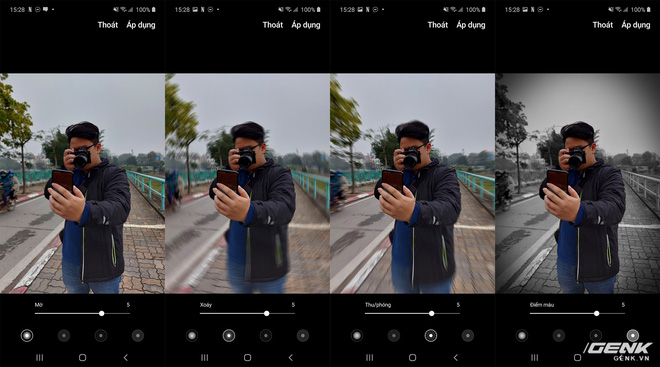 15:28 100%
Thoát Áp dụng
Mờ 5
15:28 100%
Thoát Áp dụng
Xoáy 5
15:28 100%
Thoát Áp dụng
Thu/phóng 5
15:28 100%
Thoát Áp dụng
Điểm màu 5
GENK
GENK.VN